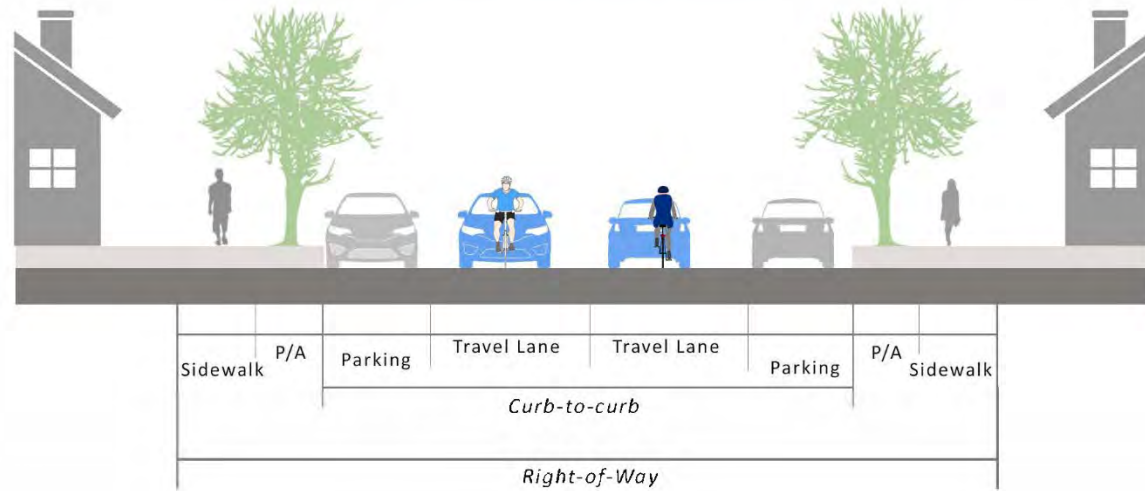 Sidewalk P/A Parking Travel Lane Travel Lane Parking P/A Sidewalk
Curb-to-curb
Right-of-Way